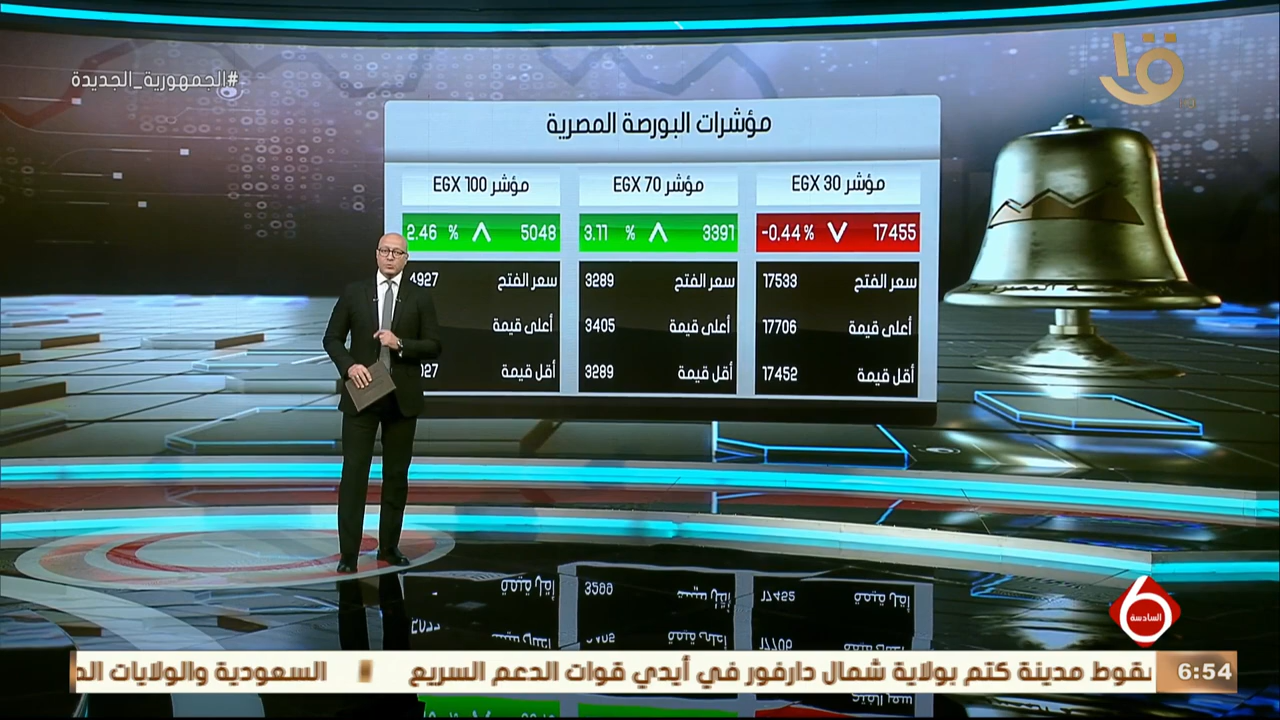 #الجمهورية_الجديدة
مؤشرات البورصة المصرية
مؤشر EGX 30
17455 -0.44%
سعر الفتح 17533
أعلى قيمة 17706
أقل قيمة 17452
مؤشر EGX 70
3391 3.11 %
سعر الفتح 3289
أعلى قيمة 3405
أقل قيمة 3289
مؤشر EGX 100
5048 2.46 %
سعر الفتح 4927
أعلى قيمة
أقل قيمة
السادسة
6:54
مدينة كتم بولاية شمال دارفور في أيدي قوات الدعم السريع
السعودية والولايات